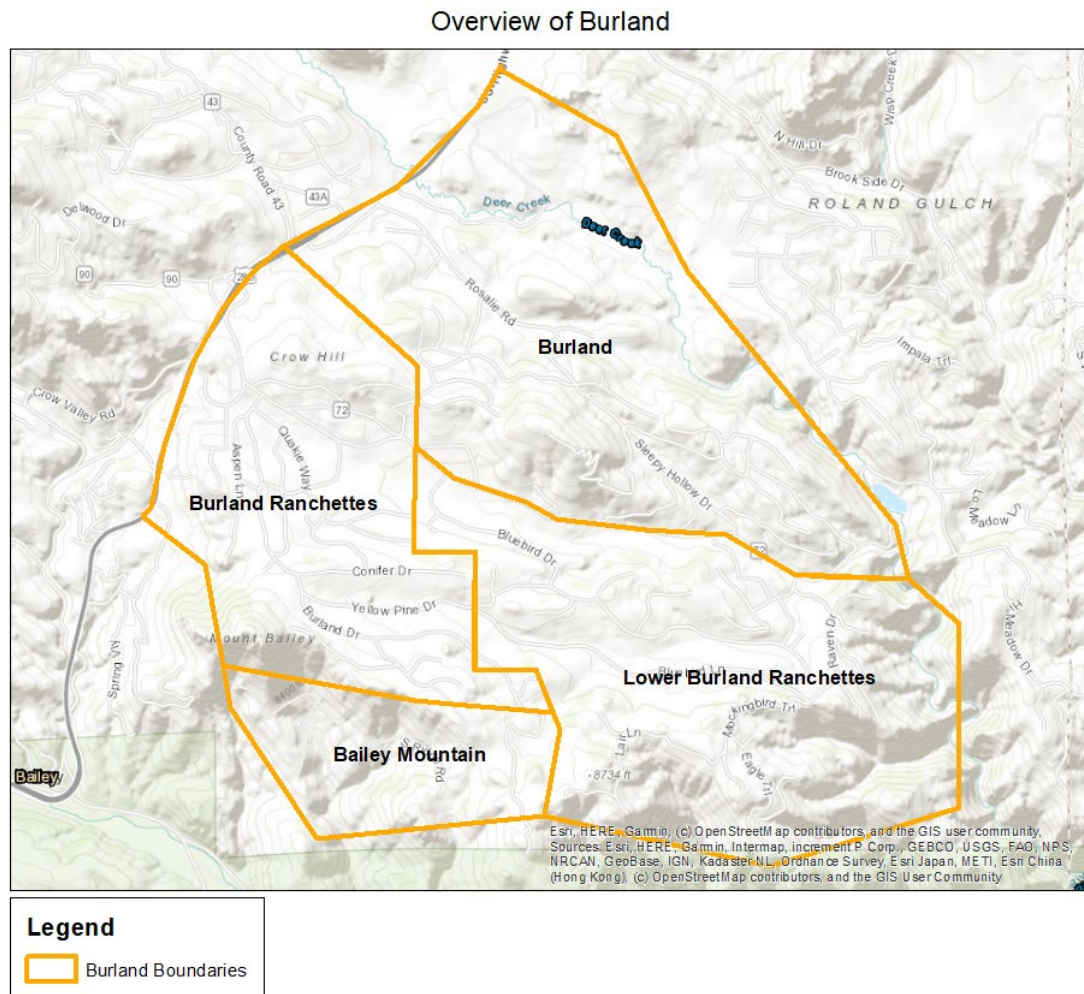 Overview of Burland
43
County Road 43
43A
Delwood Dr
90
90
Deer Creek
Deer Creek
Wisp Creek D
N Hill Dr
Brook Side Dr
ROLAND GULCH
Rosalie Rd
Burland
Impala Trl
Crow Hill
Crow Valley Rd
72
Aspen Ln
Quakie Way
Sleepy Hollow Dr
Burland Ranchettes
Lo Meadow Ln
Bluebird Dr
72
Conifer Dr
Yellow Pine Dr
Burland Dr
Mount Bailey
Hi Meadow Dr
Raven Dr
Lower Burland Ranchettes
Mockingbird Trl
Bailey Mountain
Eagle Trl
8734 ft
Bailey
Esri, HERE, Garmin, (c) OpenStreetMap contributors, and the GIS user community,
Sources: Esri, HERE, Garmin, Intermap, increment P Corp., GEBCO, USGS, FAO, NPS,
NRCAN, GeoBase, IGN, Kadaster NL, Ordnance Survey, Esri Japan, METI, Esri China
(Hong Kong), (c) OpenStreetMap contributors, and the GIS User Community
Legend
Burland Boundaries